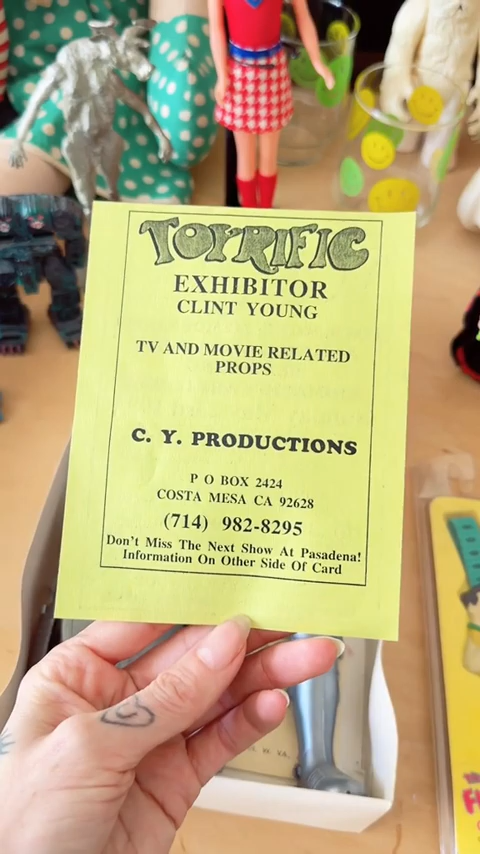 TOYRIFIC
EXHIBITOR
CLINT YOUNG
TV AND MOVIE RELATED
PROPS
C. Y. PRODUCTIONS
P O BOX 2424
COSTA MESA CA 92628
(714) 982-8295
Don't Miss The Next Show At Pasadena!
Information On Other Side Of Card